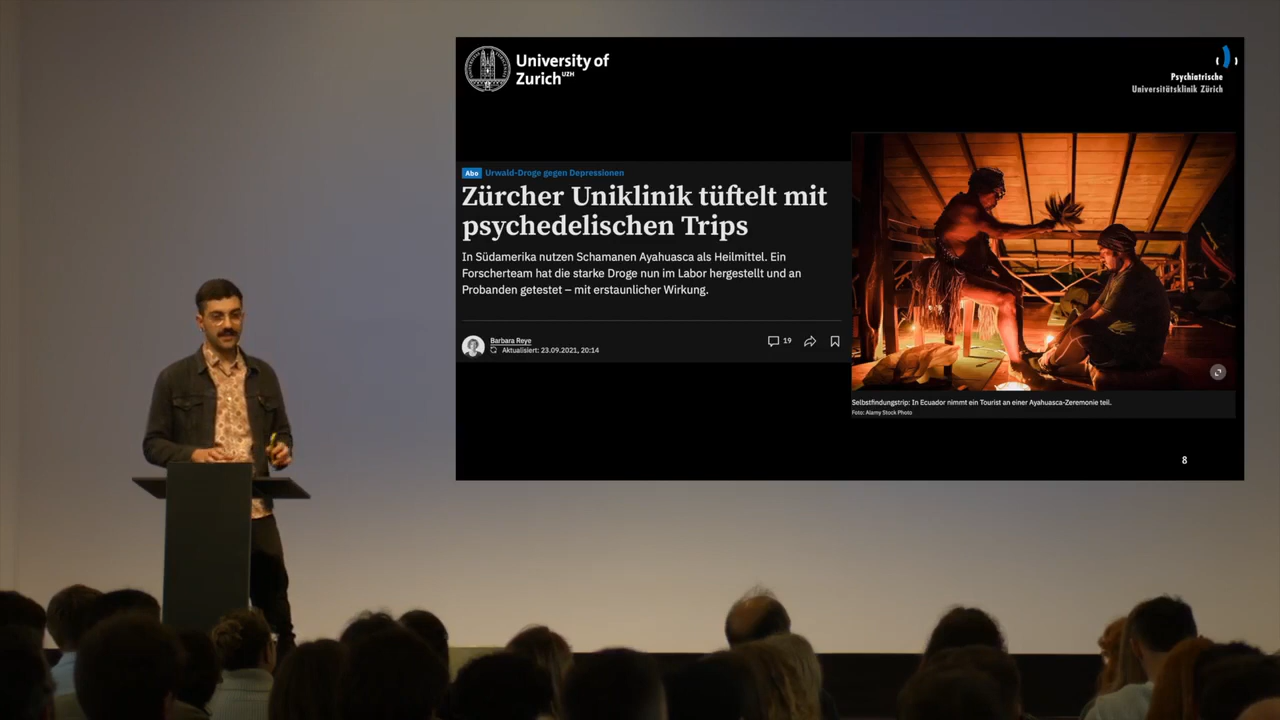 University of
Zurich UZH
Psychiatrische
Universitätsklinik Zürich
Abo Urwald-Droge gegen Depressionen
Zürcher Uniklinik tüftelt mit
psychedelischen Trips
In Südamerika nutzen Schamanen Ayahuasca als Heilmittel. Ein
Forscherteam hat die starke Droge nun im Labor hergestellt und an
Probanden getestet – mit erstaunlicher Wirkung.
Barbara Reye
Aktualisiert: 23.09.2021, 20:14
19
Selbstfindungstrip: In Ecuador nimmt ein Tourist an einer Ayahuasca-Zeremonie teil.
Foto: Alamy Stock Photo
8